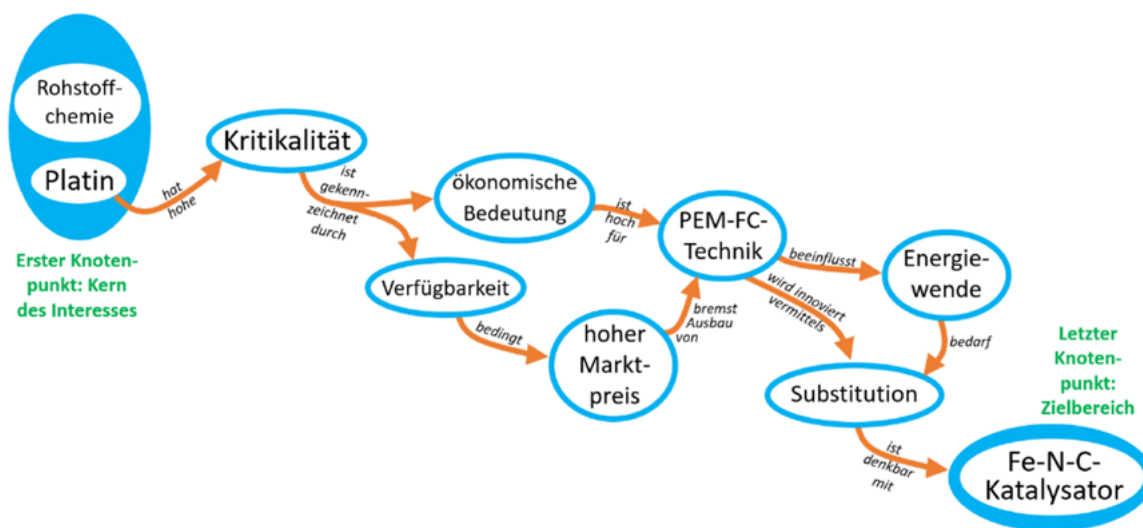 Rohstoff-
chemie
Platin
Erster Knoten-
punkt: Kern
des Interesses
hat
hohe
Kritikalität
ist
gekenn-
zeichnet
durch
ökonomische
Bedeutung
Verfügbarkeit
bedingt
hoher
Markt-
preis
ist
hoch
für
bremst
Ausbau
von
PEM-FC-
Technik
beeinflusst
wird innoviert
vermittels
Energie-
wende
bedarf
Substitution
ist
denkbar
mit
Letzter
Knoten-
punkt:
Zielbereich
Fe-N-C-
Katalysator